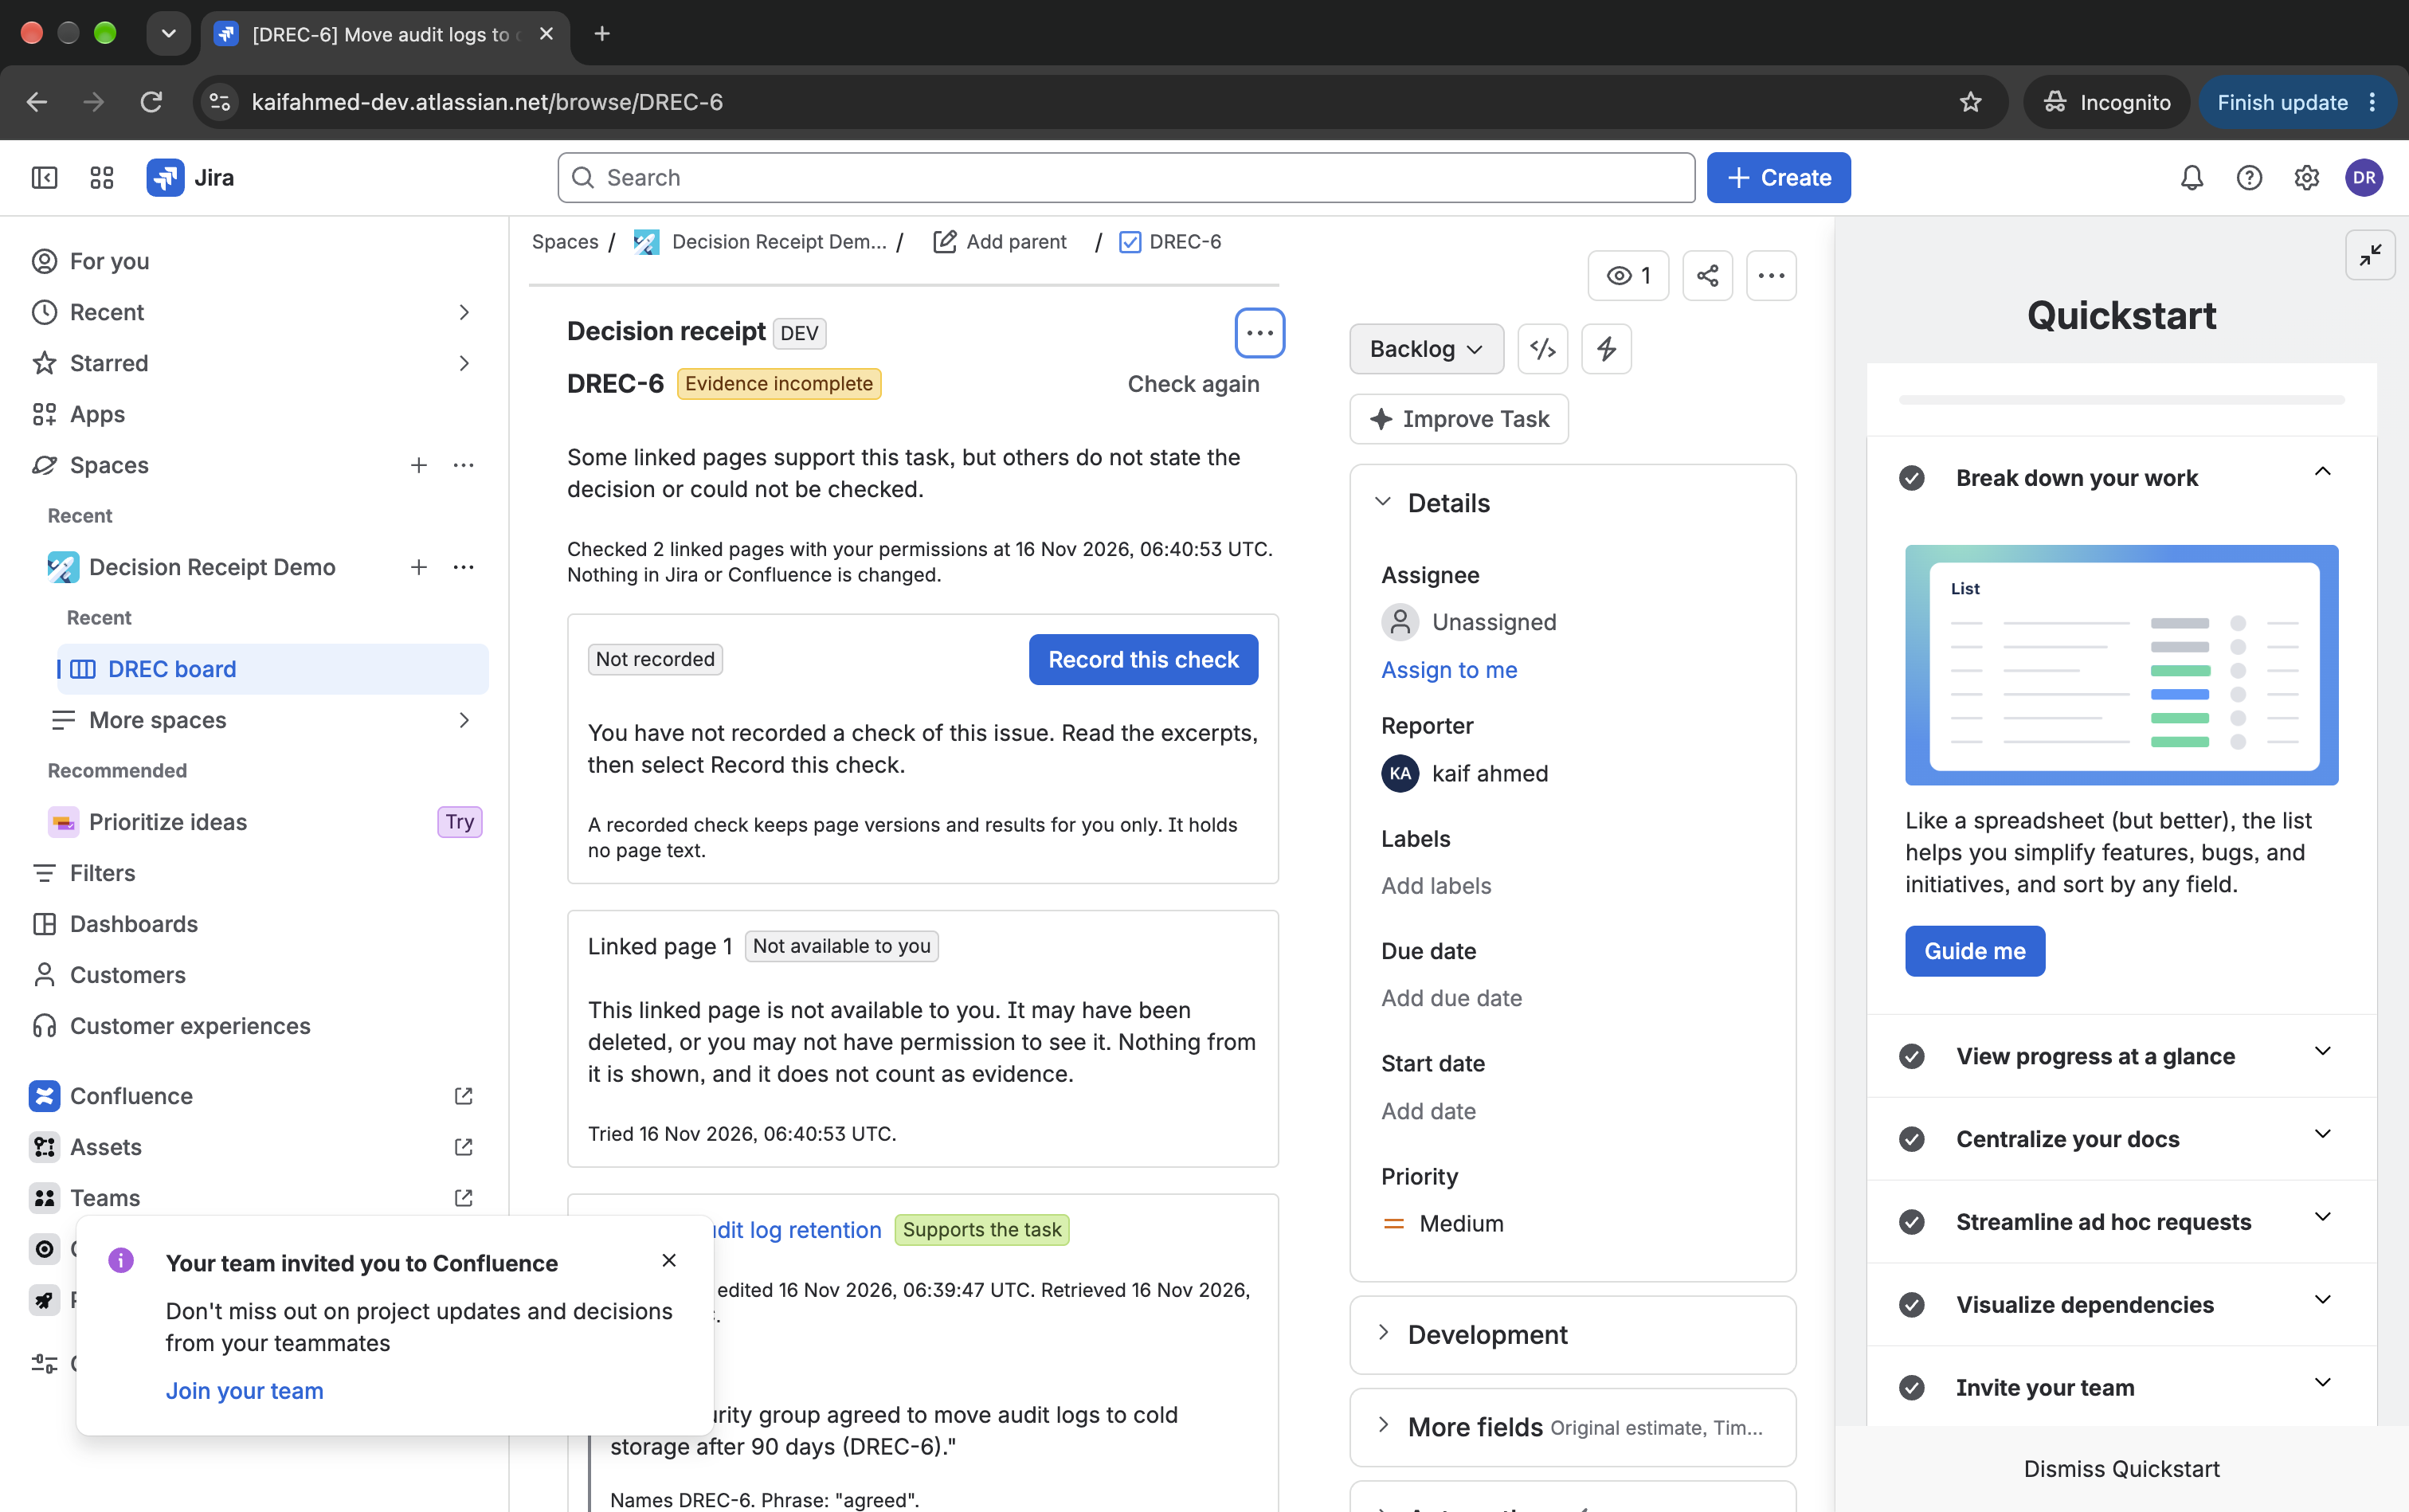 [DREC-6] Move audit logs to
kaifahmed-dev.atlassian.net/browse/DREC-6
Incognito
Finish update
Jira
Search
Create
DR
For you
Recent
Starred
Apps
Spaces
Recent
Decision Receipt Demo
Recent
DREC board
More spaces
Recommended
Prioritize ideas
Try
Filters
Dashboards
Customers
Customer experiences
Confluence
Assets
Teams
Your team invited you to Confluence
Don't miss out on project updates and decisions
from your teammates
Join your team
Spaces / Decision Receipt Dem... / Add parent / DREC-6
1
Decision receipt DEV
DREC-6 Evidence incomplete
Check again
Some linked pages support this task, but others do not state the
decision or could not be checked.
Checked 2 linked pages with your permissions at 16 Nov 2026, 06:40:53 UTC.
Nothing in Jira or Confluence is changed.
Not recorded
Record this check
You have not recorded a check of this issue. Read the excerpts,
then select Record this check.
A recorded check keeps page versions and results for you only. It holds
no page text.
Linked page 1 Not available to you
This linked page is not available to you. It may have been
deleted, or you may not have permission to see it. Nothing from
it is shown, and it does not count as evidence.
Tried 16 Nov 2026, 06:40:53 UTC.
log retention Supports the task
edited 16 Nov 2026, 06:39:47 UTC. Retrieved 16 Nov 2026,
group agreed to move audit logs to cold
storage after 90 days (DREC-6)."
Names DREC-6. Phrase: "agreed".
Backlog
Improve Task
Details
Assignee
Unassigned
Assign to me
Reporter
KA kaif ahmed
Labels
Add labels
Due date
Add due date
Start date
Add date
Priority
Medium
Development
More fields Original estimate, Tim...
Quickstart
Break down your work
List
Like a spreadsheet (but better), the list
helps you simplify features, bugs, and
initiatives, and sort by any field.
Guide me
View progress at a glance
Centralize your docs
Streamline ad hoc requests
Visualize dependencies
Invite your team
Dismiss Quickstart